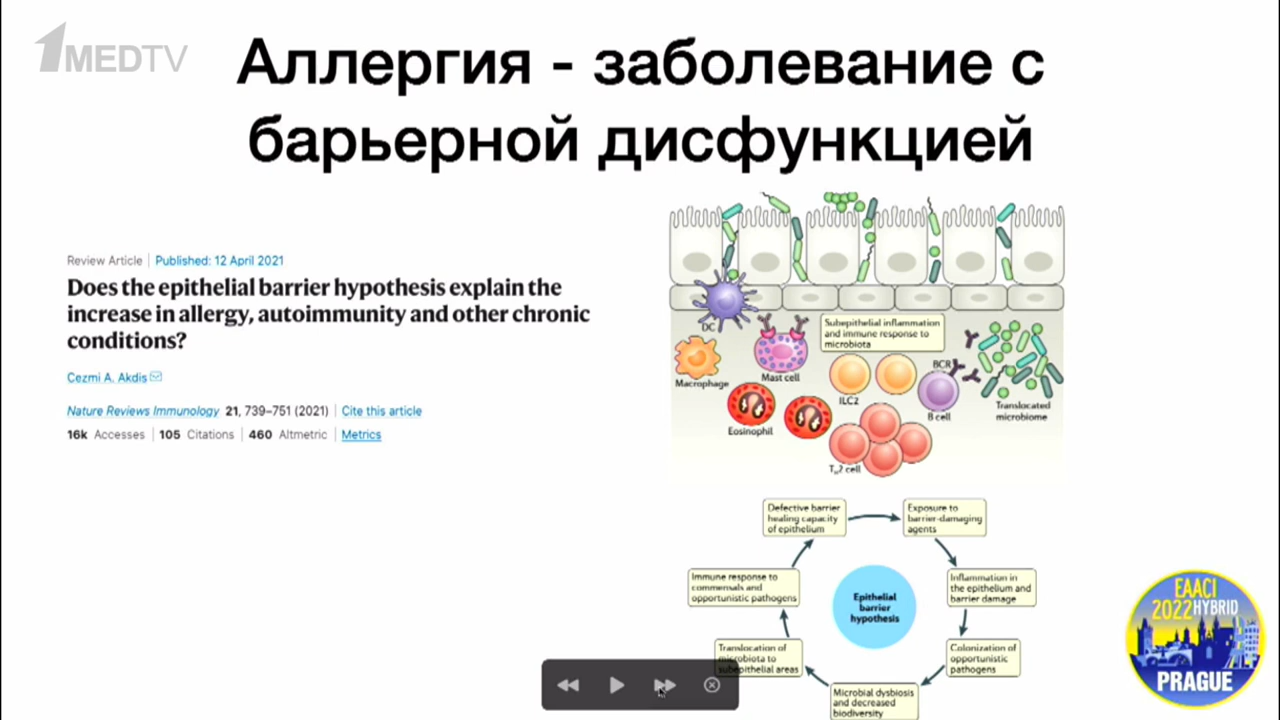 1MEDTV
Аллергия - заболевание с
барьерной дисфункцией
Review Article | Published: 12 April 2021
Does the epithelial barrier hypothesis explain the
increase in allergy, autoimmunity and other chronic
conditions?
Cezmi A. Akdis
Nature Reviews Immunology 21, 739–751 (2021) | Cite this article
16k Accesses | 105 Citations | 460 Altmetric | Metrics
DC
Subepithelial inflammation
and immune response to
microbiota
Macrophage
Mast cell
ILC2
BCR
B cell
Eosinophil
Translocated
microbiome
TH2 cell
Defective barrier
healing capacity
of epithelium
Exposure to
barrier-damaging
agents
Inflammation in
the epithelium and
barrier damage
Colonization of
opportunistic
pathogens
Microbial dysbiosis
and decreased
biodiversity
Translocation of
microbiota to
subepithelial areas
Immune response to
commensals and
opportunistic pathogens
Epithelial
barrier
hypothesis
EAACI
2022 HYBRID
PRAGUE